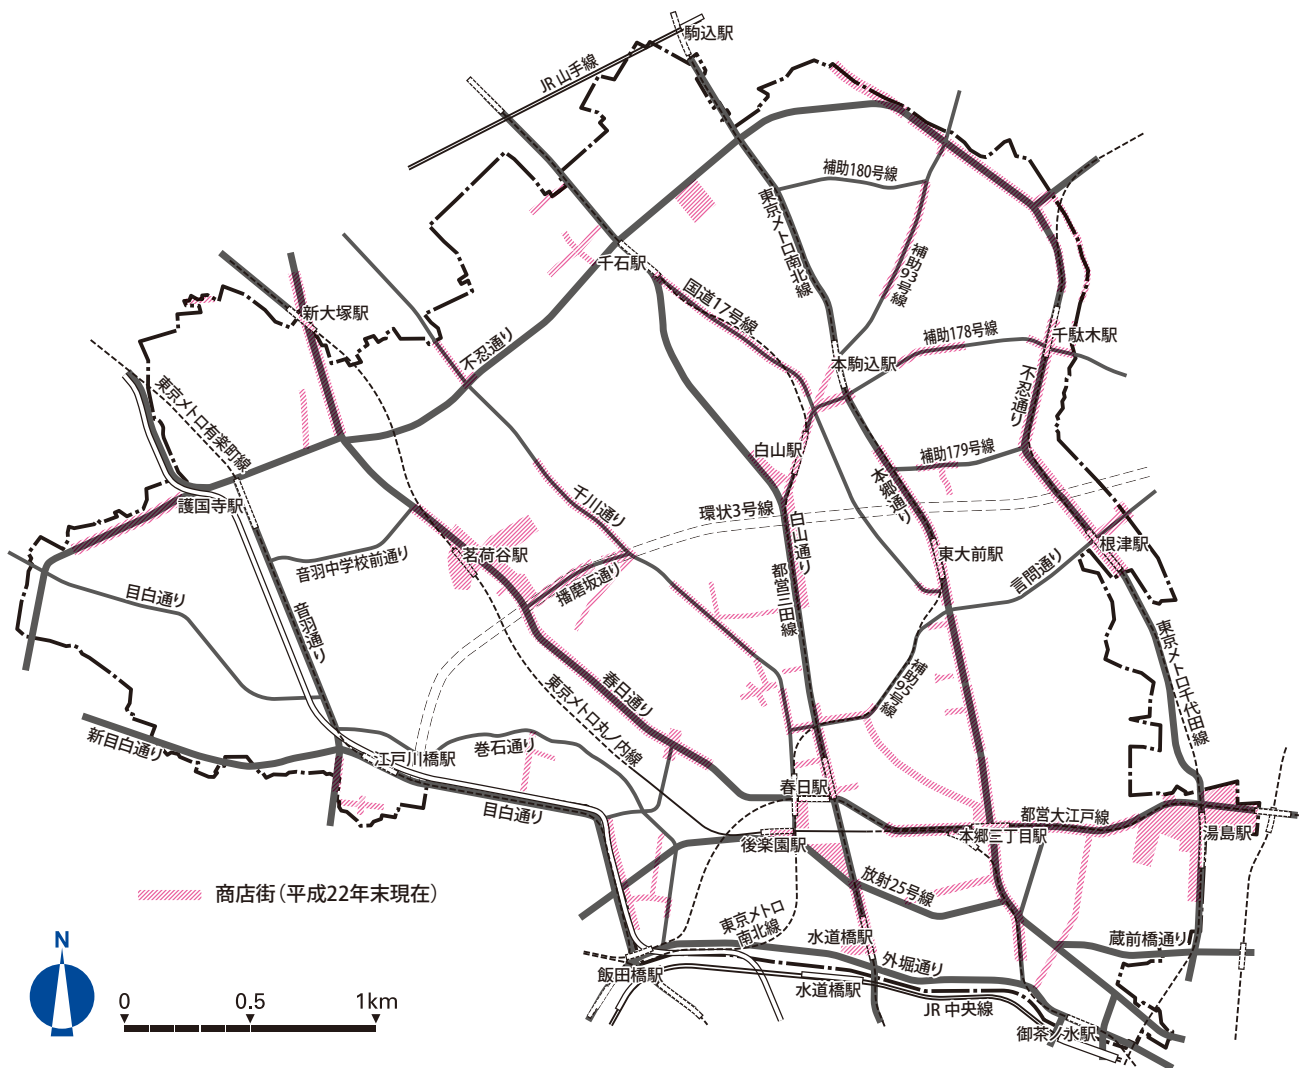 駒込駅
JR山手線
補助180号線
東京メトロ南北線
補助93号線
千石駅
国道17号線
新大塚駅
不忍通り
補助178号線
千駄木駅
本駒込駅
不忍通り
東京メトロ有楽町線
白山駅
補助179号線
本郷通り
護国寺駅
千川通り
環状3号線
白山通り
都営三田線
東大前駅
根津駅
音羽中学校前通り
茗荷谷駅
播磨坂通り
言問通り
目白通り
音羽通り
東京メトロ千代田線
補助95号線
春日通り
東京メトロ丸ノ内線
新目白通り
江戸川橋駅
巻石通り
春日駅
目白通り
都営大江戸線
後楽園駅
本郷三丁目駅
湯島駅
放射25号線
商店街(平成22年末現在)
東京メトロ
南北線
水道橋駅
外堀通り
蔵前橋通り
飯田橋駅
水道橋駅
JR中央線
御茶ノ水駅
N
0 0.5 1km